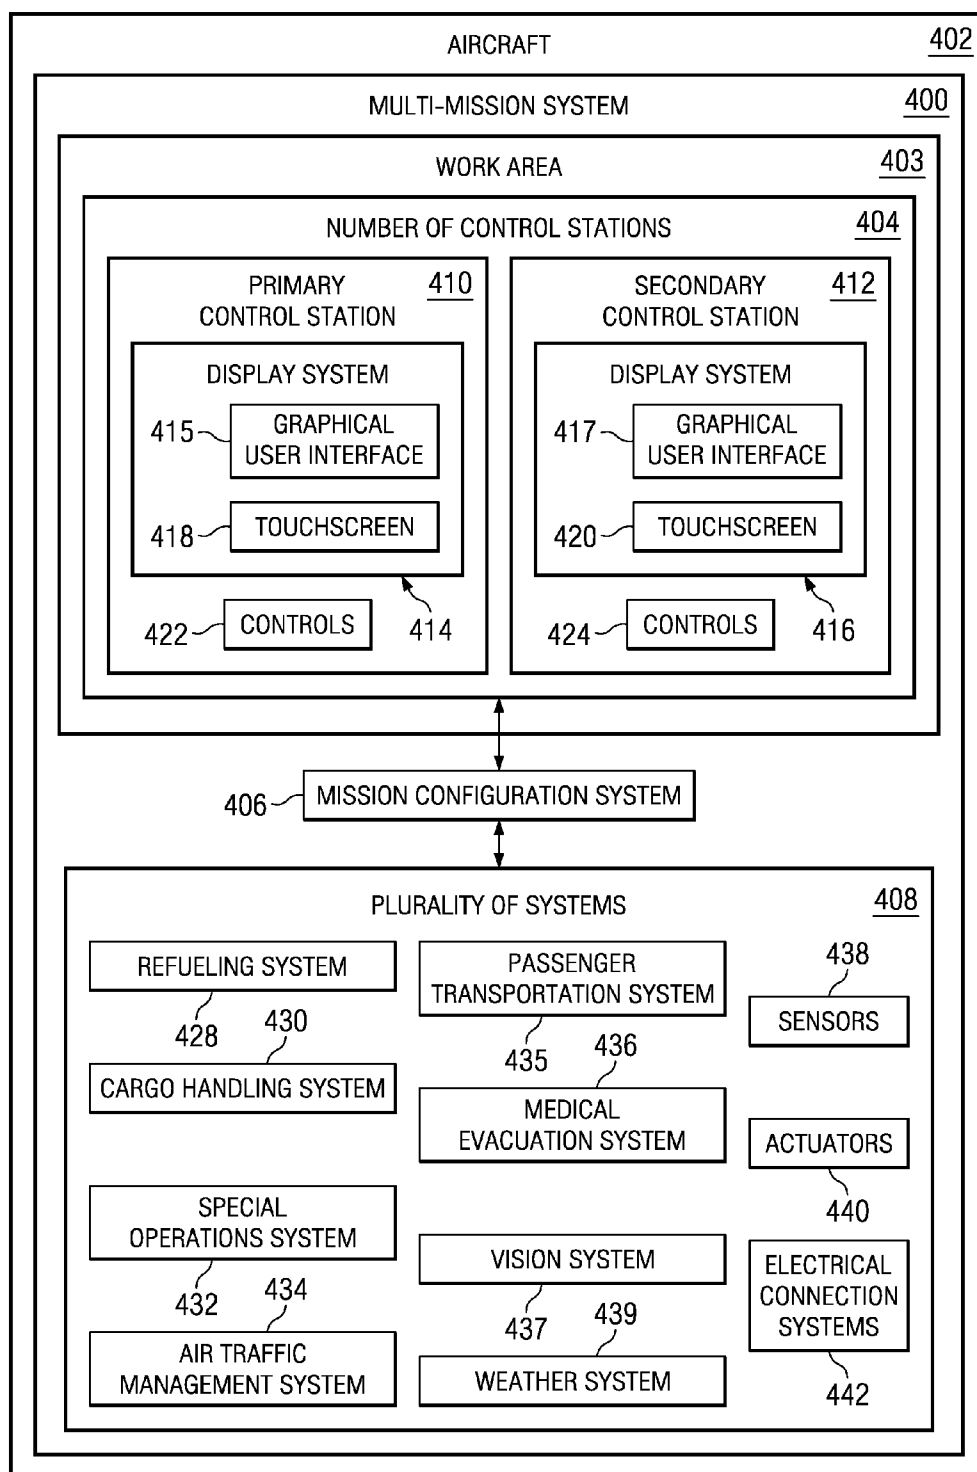 AIRCRAFT 402
MULTI-MISSION SYSTEM 400
WORK AREA 403
NUMBER OF CONTROL STATIONS 404
PRIMARY 410
CONTROL STATION
DISPLAY SYSTEM
415 GRAPHICAL
USER INTERFACE
418 TOUCHSCREEN
422 CONTROLS 414
SECONDARY 412
CONTROL STATION
DISPLAY SYSTEM
417 GRAPHICAL
USER INTERFACE
420 TOUCHSCREEN
424 CONTROLS 416
406 MISSION CONFIGURATION SYSTEM
PLURALITY OF SYSTEMS 408
REFUELING SYSTEM
428
430
CARGO HANDLING SYSTEM
SPECIAL
OPERATIONS SYSTEM
432
434
AIR TRAFFIC
MANAGEMENT SYSTEM
PASSENGER
TRANSPORTATION SYSTEM
435
436
MEDICAL
EVACUATION SYSTEM
VISION SYSTEM
437
439
WEATHER SYSTEM
438
SENSORS
ACTUATORS
440
ELECTRICAL
CONNECTION
SYSTEMS
442